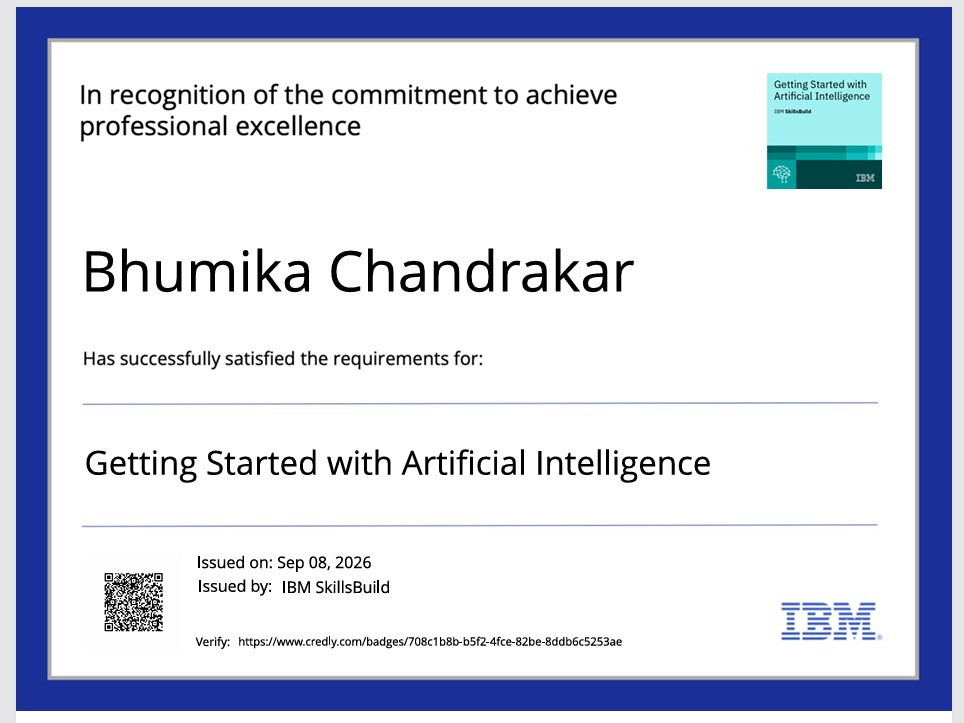 In recognition of the commitment to achieve
professional excellence
Getting Started with
Artificial Intelligence
IBM SkillsBuild
IBM
Bhumika Chandrakar
Has successfully satisfied the requirements for:
Getting Started with Artificial Intelligence
Issued on: Sep 08, 2026
Issued by: IBM SkillsBuild
Verify: https://www.credly.com/badges/708c1b8b-b5f2-4fce-82be-8ddb6c5253ae
IBM®